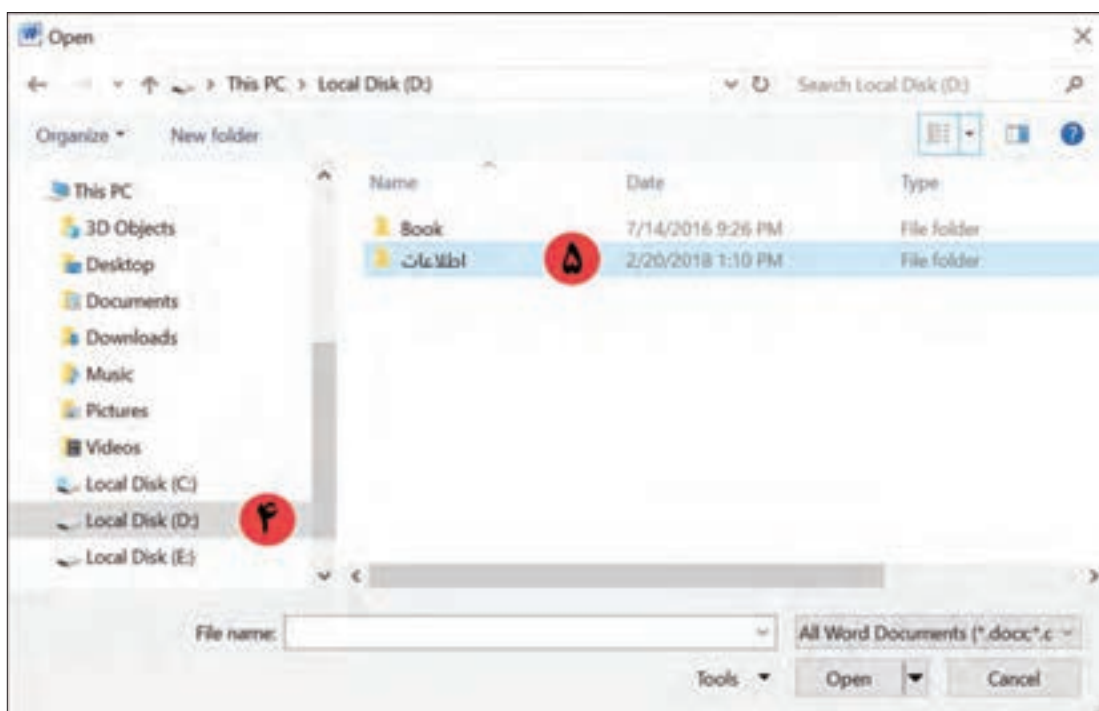 Open
This PC > Local Disk (D:)
Search Local Disk (D:)
Organize
New folder
Name
Date
Type
This PC
3D Objects
Desktop
Documents
Downloads
Music
Pictures
Videos
Local Disk (C:)
Local Disk (D:)
۴
Local Disk (E:)
Book
7/14/2016 9:26 PM
File folder
اطلاعات
۵
2/20/2018 1:10 PM
File folder
File name:
All Word Documents (*.docx;*.d
Tools
Open
Cancel